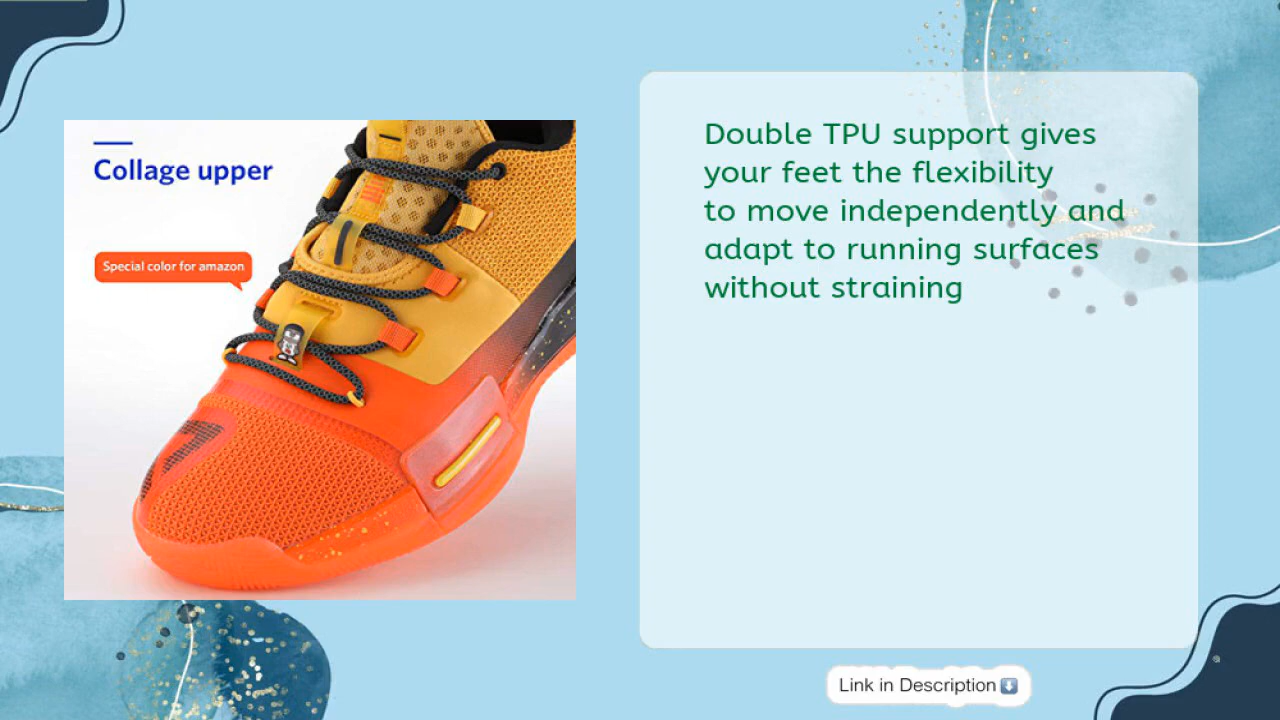 Collage upper
Special color for amazon
7
Double TPU support gives
your feet the flexibility
to move independently and
adapt to running surfaces
without straining
Link in Description ⬇️